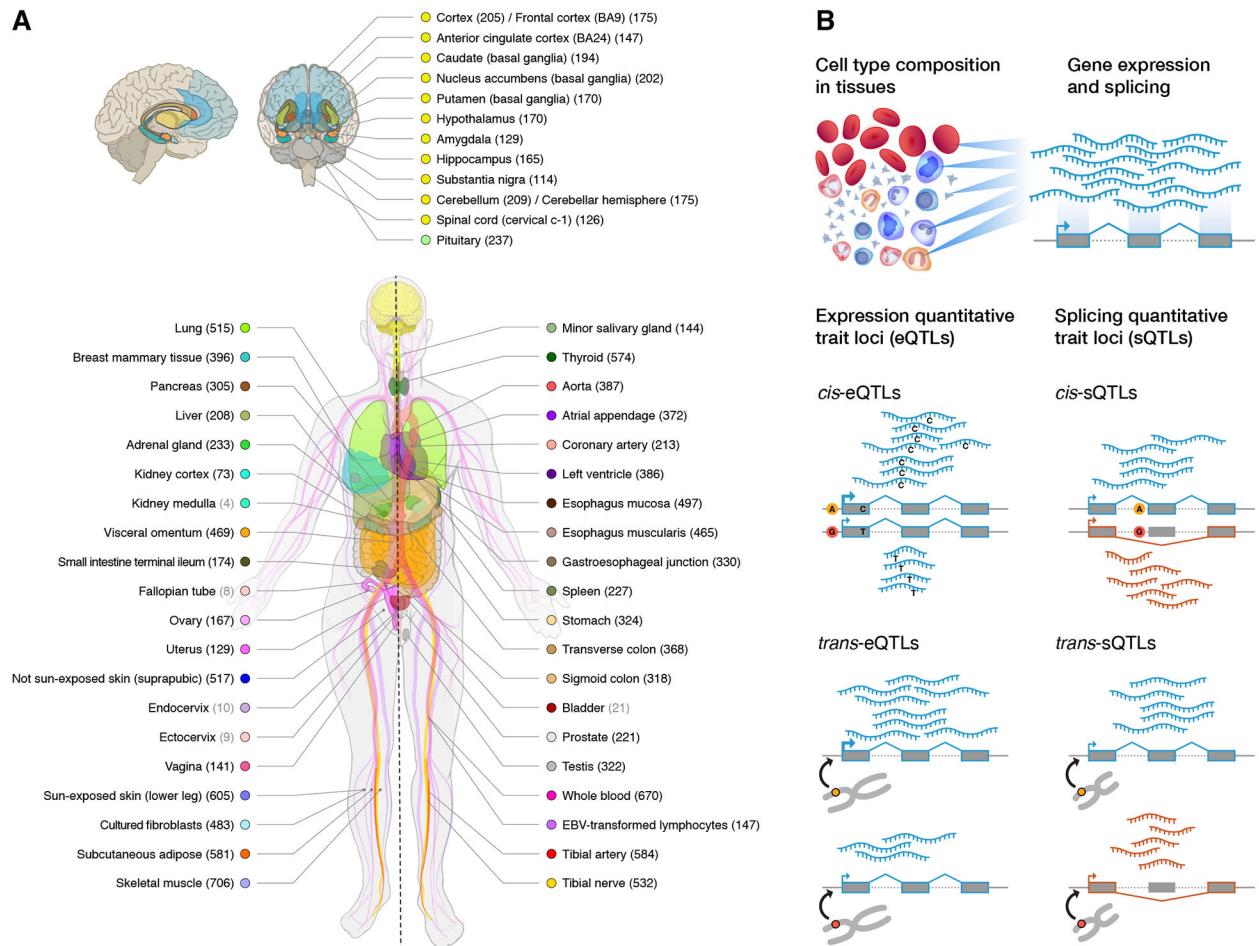 A
Cortex (205) / Frontal cortex (BA9) (175)
Anterior cingulate cortex (BA24) (147)
Caudate (basal ganglia) (194)
Nucleus accumbens (basal ganglia) (202)
Putamen (basal ganglia) (170)
Hypothalamus (170)
Amygdala (129)
Hippocampus (165)
Substantia nigra (114)
Cerebellum (209) / Cerebellar hemisphere (175)
Spinal cord (cervical c-1) (126)
Pituitary (237)
Lung (515)
Breast mammary tissue (396)
Pancreas (305)
Liver (208)
Adrenal gland (233)
Kidney cortex (73)
Kidney medulla (4)
Visceral omentum (469)
Small intestine terminal ileum (174)
Fallopian tube (8)
Ovary (167)
Uterus (129)
Not sun-exposed skin (suprapubic) (517)
Endocervix (10)
Ectocervix (9)
Vagina (141)
Sun-exposed skin (lower leg) (605)
Cultured fibroblasts (483)
Subcutaneous adipose (581)
Skeletal muscle (706)
Minor salivary gland (144)
Thyroid (574)
Aorta (387)
Atrial appendage (372)
Coronary artery (213)
Left ventricle (386)
Esophagus mucosa (497)
Esophagus muscularis (465)
Gastroesophageal junction (330)
Spleen (227)
Stomach (324)
Transverse colon (368)
Sigmoid colon (318)
Bladder (21)
Prostate (221)
Testis (322)
Whole blood (670)
EBV-transformed lymphocytes (147)
Tibial artery (584)
Tibial nerve (532)
B
Cell type composition
in tissues
Gene expression
and splicing
Expression quantitative
trait loci (eQTLs)
Splicing quantitative
trait loci (sQTLs)
cis-eQTLs
C
C
C
C
C
C
C
C
A C
G T
T
T
T
T
cis-sQTLs
A
G
trans-eQTLs
trans-sQTLs